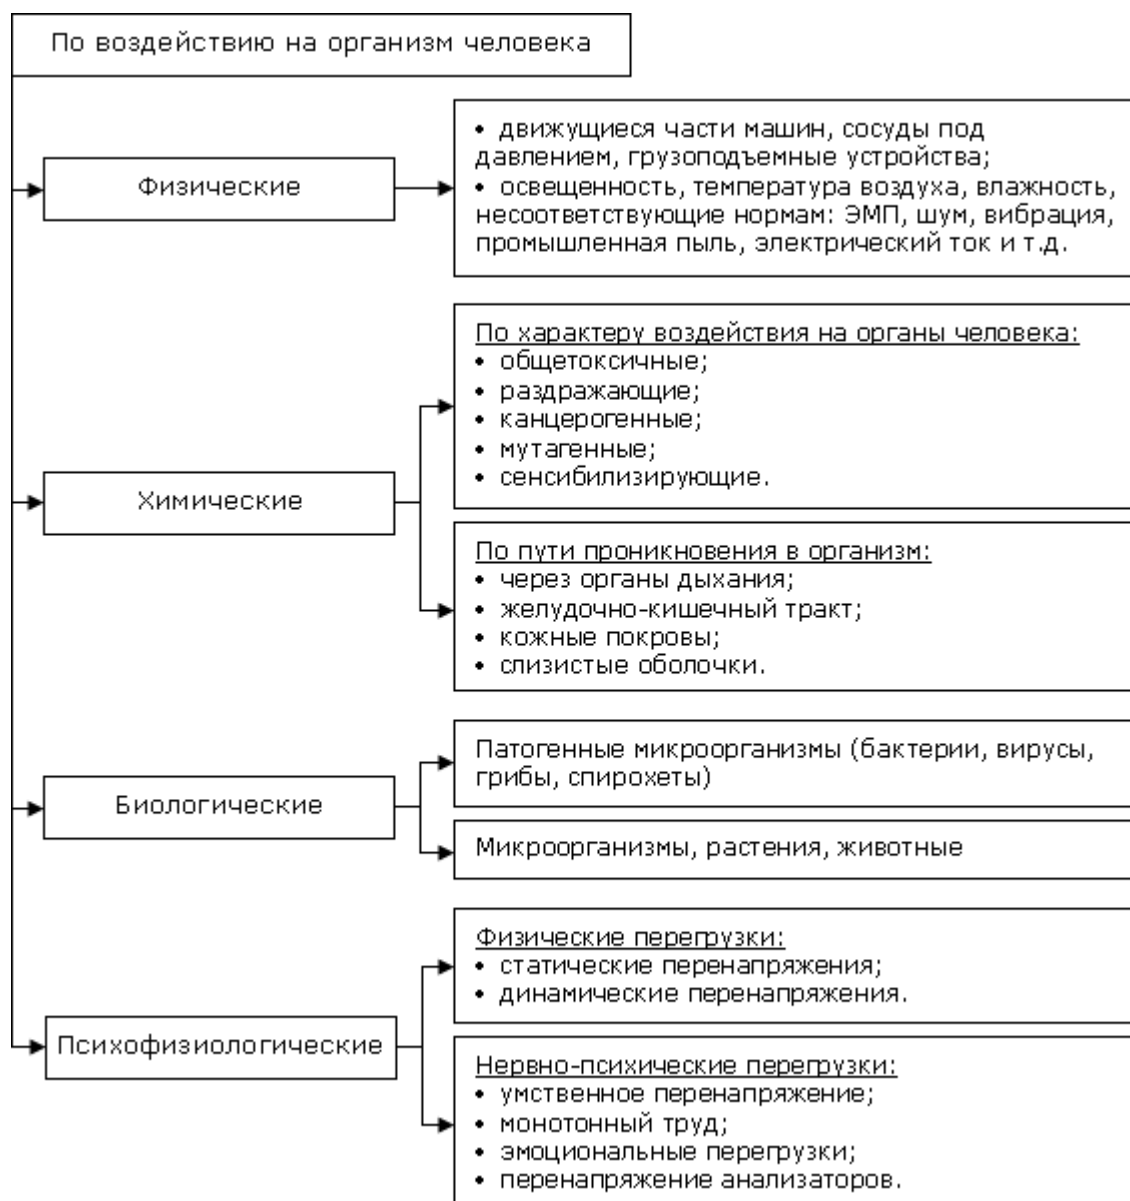 По воздействию на организм человека
Физические
• движущиеся части машин, сосуды под
давлением, грузоподъемные устройства;
• освещенность, температура воздуха, влажность,
несоответствующие нормам: ЭМП, шум, вибрация,
промышленная пыль, электрический ток и т.д.
Химические
По характеру воздействия на органы человека:
• общетоксичные;
• раздражающие;
• канцерогенные;
• мутагенные;
• сенсибилизирующие.
По пути проникновения в организм:
• через органы дыхания;
• желудочно-кишечный тракт;
• кожные покровы;
• слизистые оболочки.
Биологические
Патогенные микроорганизмы (бактерии, вирусы,
грибы, спирохеты)
Микроорганизмы, растения, животные
Психофизиологические
Физические перегрузки:
• статические перенапряжения;
• динамические перенапряжения.
Нервно-психические перегрузки:
• умственное перенапряжение;
• монотонный труд;
• эмоциональные перегрузки;
• перенапряжение анализаторов.